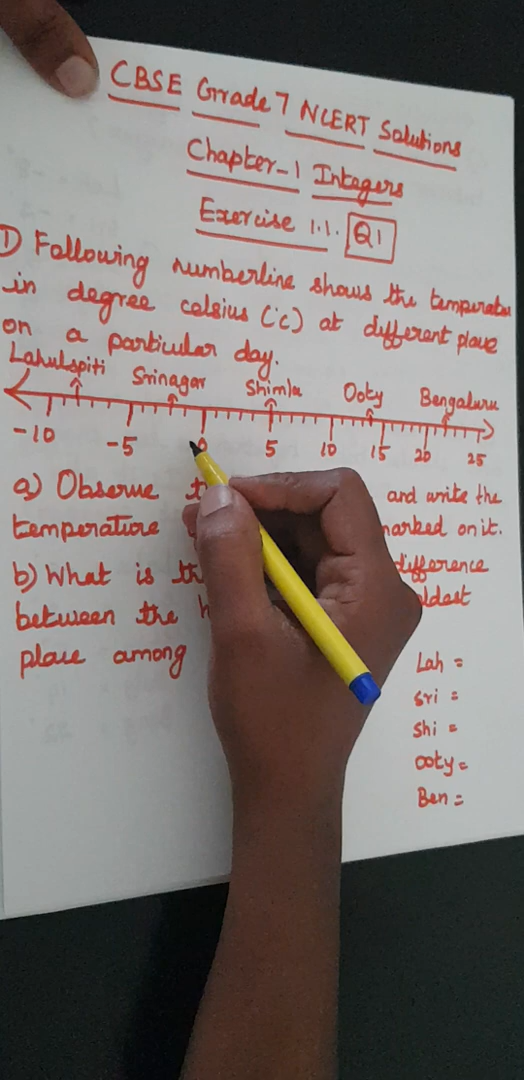 CBSE Grade 7 NCERT Solutions
Chapter-1 Integers
Exercise 1.1. Q1
1) Following numberline shows the temperature
in degree celsius (°c) at different place
on a particular day.
Lahulspiti Srinagar Shimla Ooty Bengaluru
-10 -5 0 5 10 15 20 25
a) Observe and write the
temperature marked on it.
b) What is difference
between the
place among
Lah =
Sri =
Shi =
Ooty =
Ben =